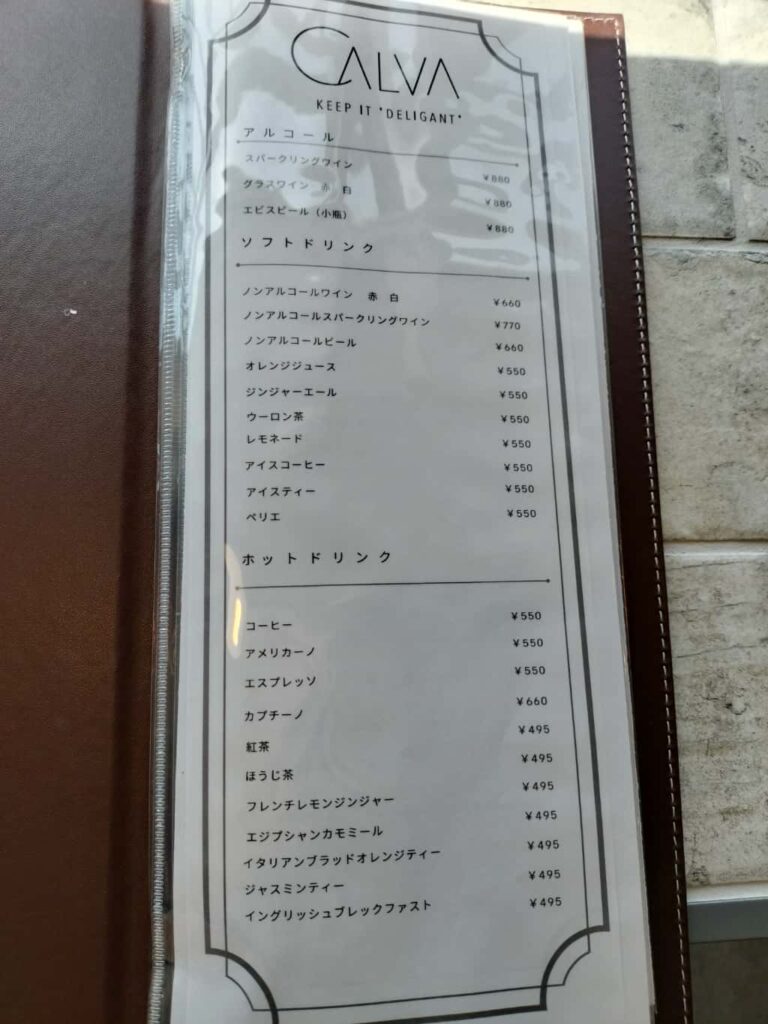 CALVA
KEEP IT "DELIGANT"
アルコール
スパークリングワイン ¥880
グラスワイン 赤 白 ¥880
エビスビール（小瓶） ¥880
ソフトドリンク
ノンアルコールワイン 赤 白 ¥660
ノンアルコールスパークリングワイン ¥770
ノンアルコールビール ¥660
オレンジジュース ¥550
ジンジャーエール ¥550
ウーロン茶 ¥550
レモネード ¥550
アイスコーヒー ¥550
アイスティー ¥550
ペリエ ¥550
ホットドリンク
コーヒー ¥550
アメリカーノ ¥550
エスプレッソ ¥550
カプチーノ ¥660
紅茶 ¥495
ほうじ茶 ¥495
フレンチレモンジンジャー ¥495
エジプシャンカモミール ¥495
イタリアンブラッドオレンジティー ¥495
ジャスミンティー ¥495
イングリッシュブレックファスト ¥495